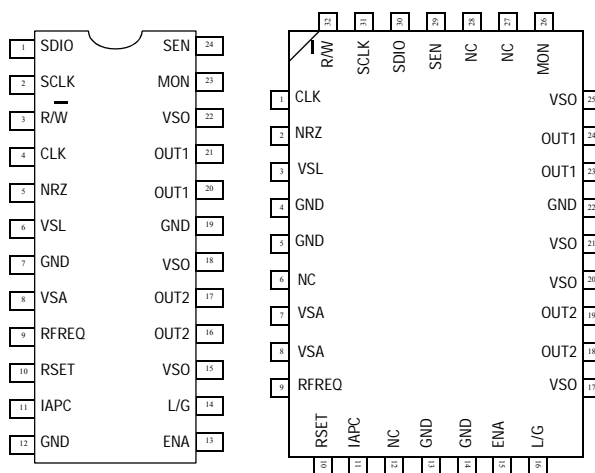 1 SDIO SEN 24
2 SCLK MON 23
3 R/W̅ VSO 22
4 CLK OUT1 21
5 NRZ OUT1 20
6 VSL GND 19
7 GND VSO 18
8 VSA OUT2 17
9 RFREQ OUT2 16
10 RSET VSO 15
11 IAPC L/G 14
12 GND ENA 13
32 31 30 29 28 27 26
R/W̅ SCLK SDIO SEN NC NC MON
1 CLK VSO 25
2 NRZ OUT1 24
3 VSL OUT1 23
4 GND GND 22
5 GND VSO 21
6 NC VSO 20
7 VSA OUT2 19
8 VSA OUT2 18
9 RFREQ VSO 17
RSET IAPC NC GND GND ENA L/G
10 11 12 13 14 15 16